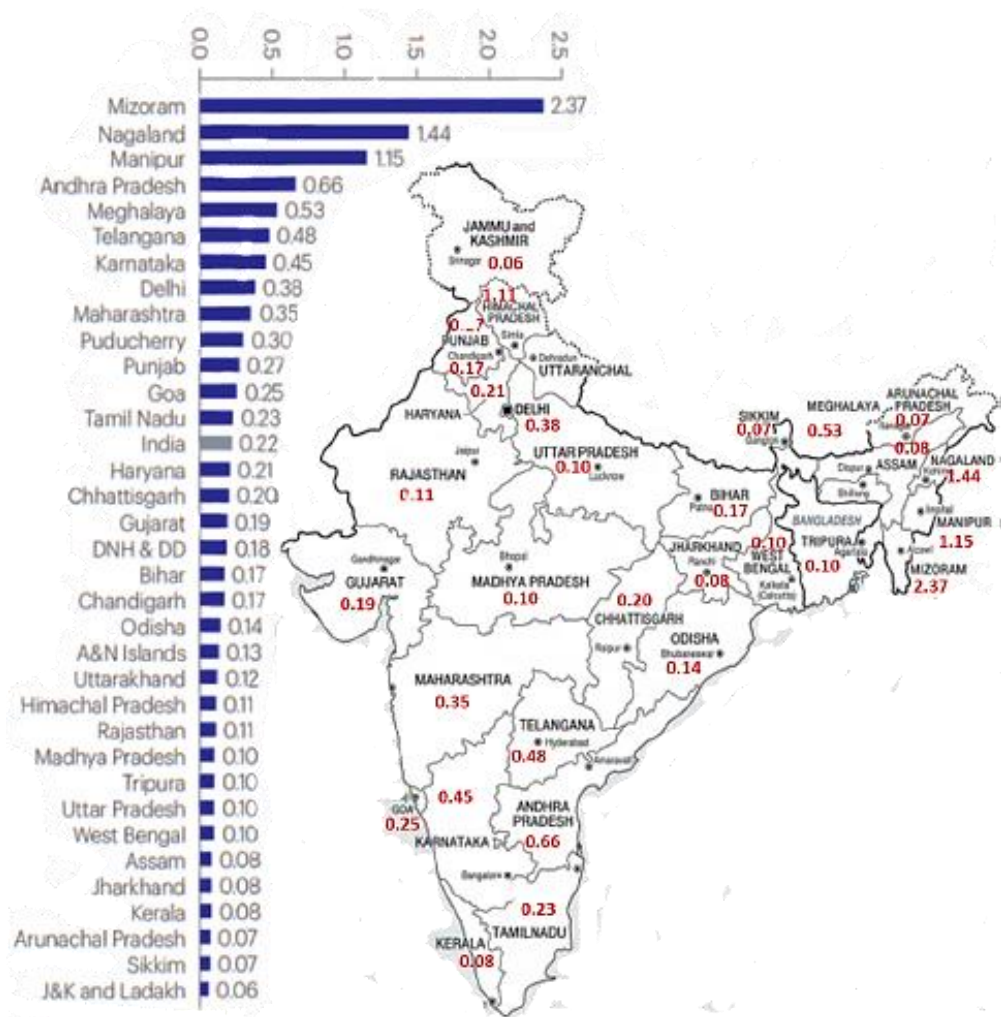 0.0 0.5 1.0 1.5 2.0 2.5
Mizoram 2.37
Nagaland 1.44
Manipur 1.15
Andhra Pradesh 0.66
Meghalaya 0.53
Telangana 0.48
Karnataka 0.45
Delhi 0.38
Maharashtra 0.35
Puducherry 0.30
Punjab 0.27
Goa 0.25
Tamil Nadu 0.23
India 0.22
Haryana 0.21
Chhattisgarh 0.20
Gujarat 0.19
DNH & DD 0.18
Bihar 0.17
Chandigarh 0.17
Odisha 0.14
A&N Islands 0.13
Uttarakhand 0.12
Himachal Pradesh 0.11
Rajasthan 0.11
Madhya Pradesh 0.10
Tripura 0.10
Uttar Pradesh 0.10
West Bengal 0.10
Assam 0.08
Jharkhand 0.08
Kerala 0.08
Arunachal Pradesh 0.07
Sikkim 0.07
J&K and Ladakh 0.06
JAMMU and
KASHMIR
Srinagar
0.06
1.11
HIMACHAL
PRADESH
PUNJAB
Simla
Chandigarh
0.17
Dehradun
UTTARANCHAL
0.21
HARYANA
DELHI
0.38
SIKKIM
0.07
Gangtok
MEGHALAYA
0.53
ARUNACHAL
PRADESH
0.07
0.08
ASSAM
Dispur
Shillong
NAGALAND
Kohima
1.44
Imphal
MANIPUR
1.15
Jaipur
RAJASTHAN
0.11
UTTAR PRADESH
0.10
Lucknow
BIHAR
Patna
0.17
BANGLADESH
TRIPURA
Agartala
0.10
Aizawl
MIZORAM
2.37
0.10
WEST
BENGAL
Kolkata
(Calcutta)
JHARKHAND
Ranchi
0.08
Gandhinagar
GUJARAT
0.19
Bhopal
MADHYA PRADESH
0.10
0.20
CHHATTISGARH
Raipur
ODISHA
Bhubaneswar
0.14
MAHARASHTRA
0.35
TELANGANA
Hyderabad
0.48
Amaravati
GOA
0.25
0.45
KARNATAKA
ANDHRA
PRADESH
0.66
Bangalore
0.23
TAMILNADU
KERALA
0.08